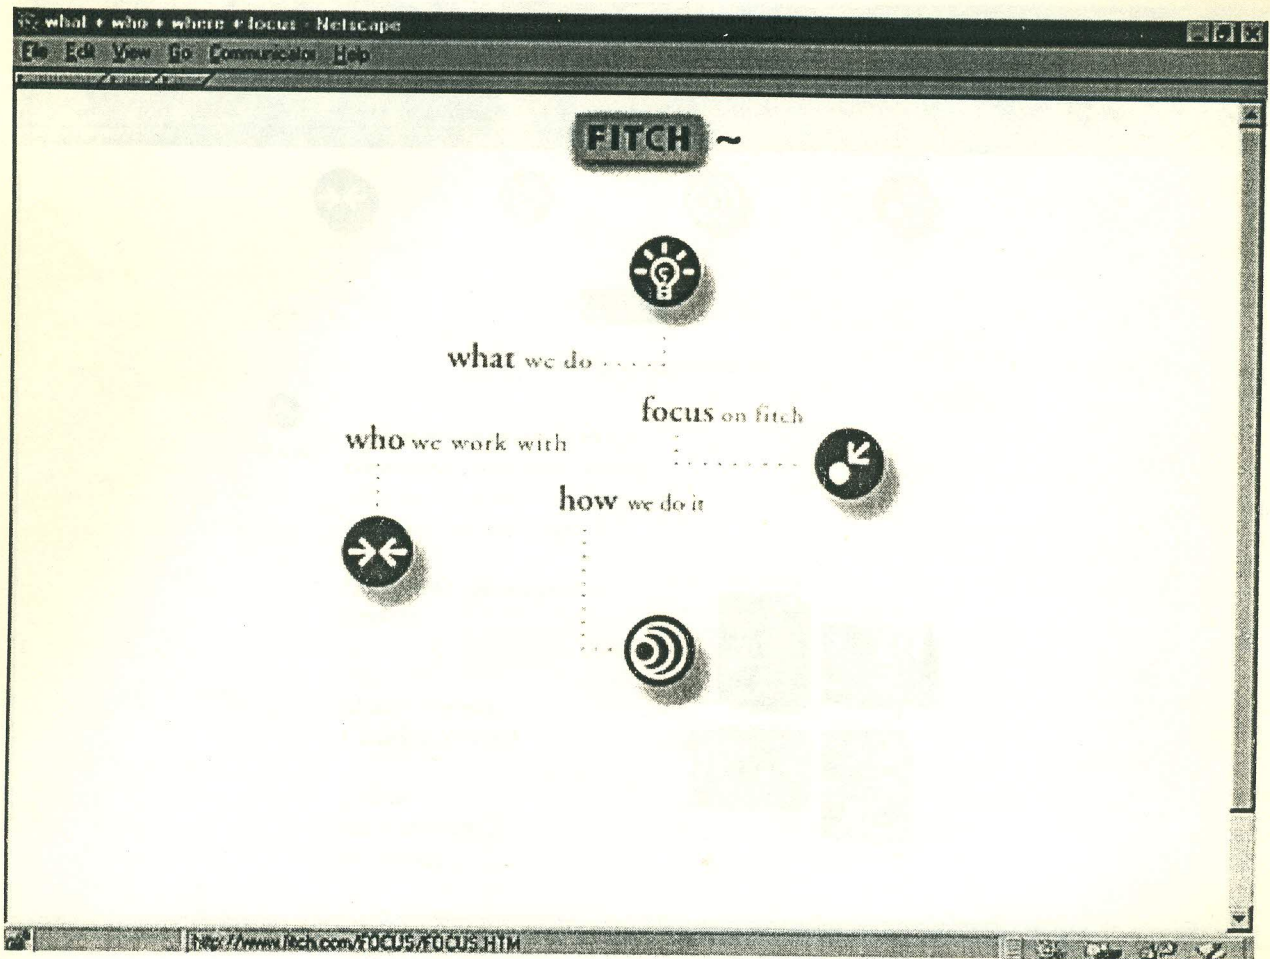 what + who + where + focus - Netscape
File Edit View Go Communicator Help
FITCH ~
what we do
focus on fitch
who we work with
how we do it
http://www.fitch.com/FOCUS/FOCUS.HTM